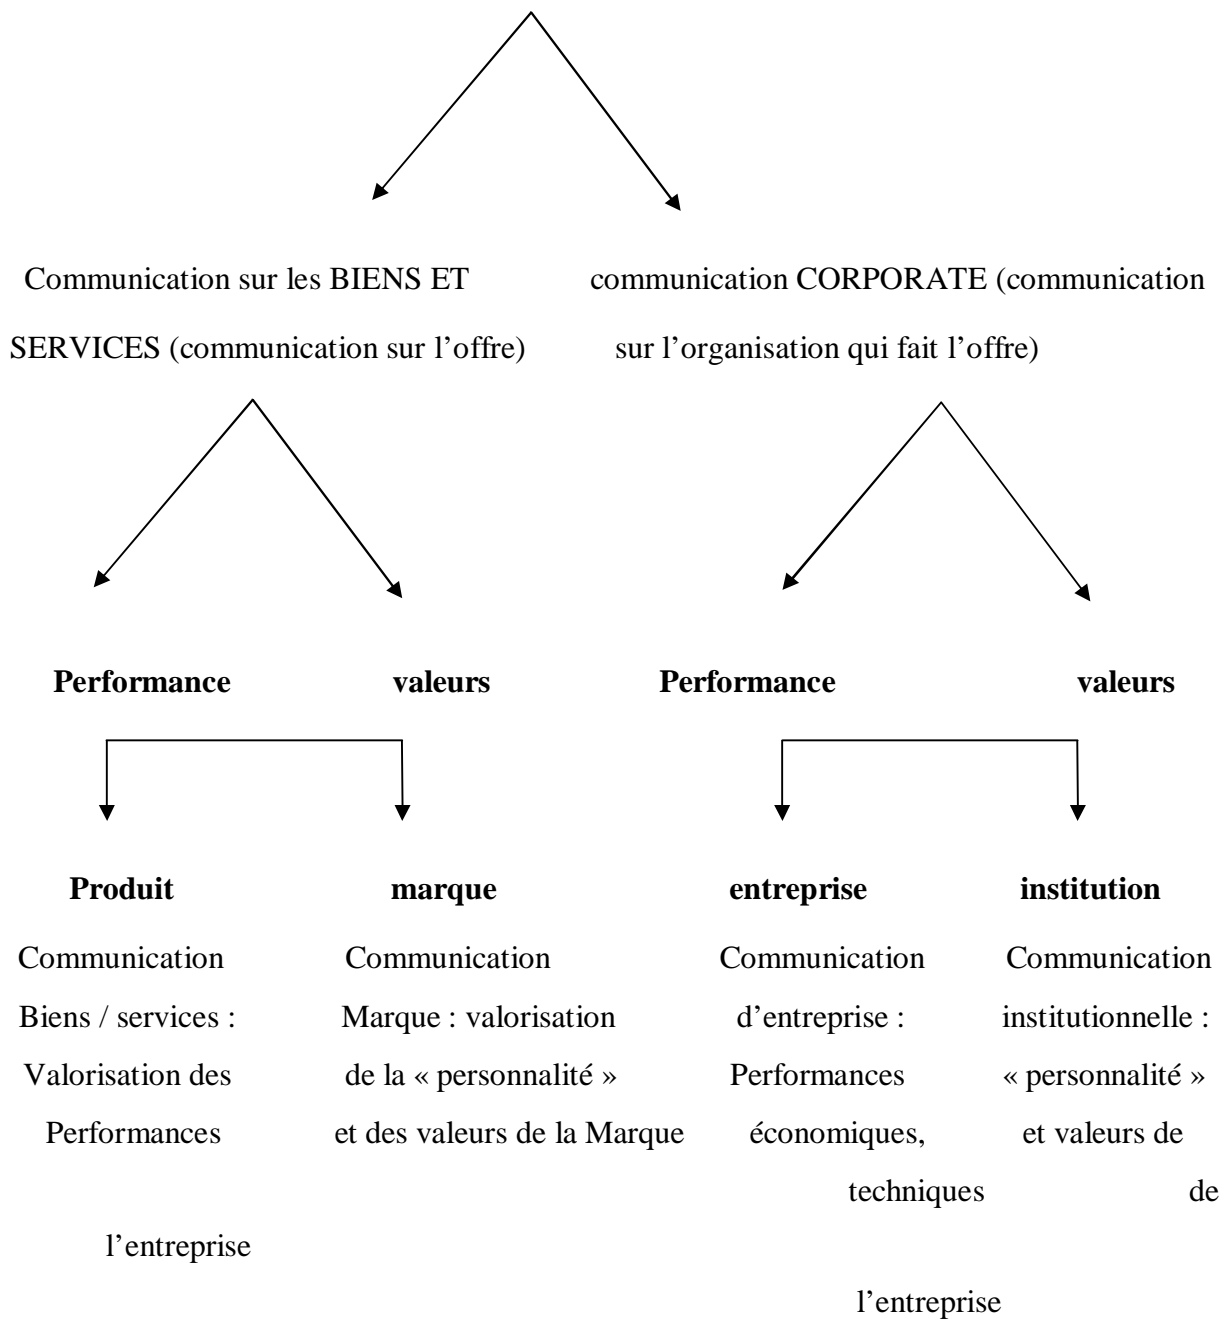 Communication sur les BIENS ET communication CORPORATE (communication
SERVICES (communication sur l’offre) sur l’organisation qui fait l’offre)
Performance valeurs Performance valeurs
Produit marque entreprise institution
Communication Communication Communication Communication
Biens / services : Marque : valorisation d’entreprise : institutionnelle :
Valorisation des de la « personnalité » Performances « personnalité »
Performances et des valeurs de la Marque économiques, et valeurs de
techniques de
l’entreprise
l’entreprise